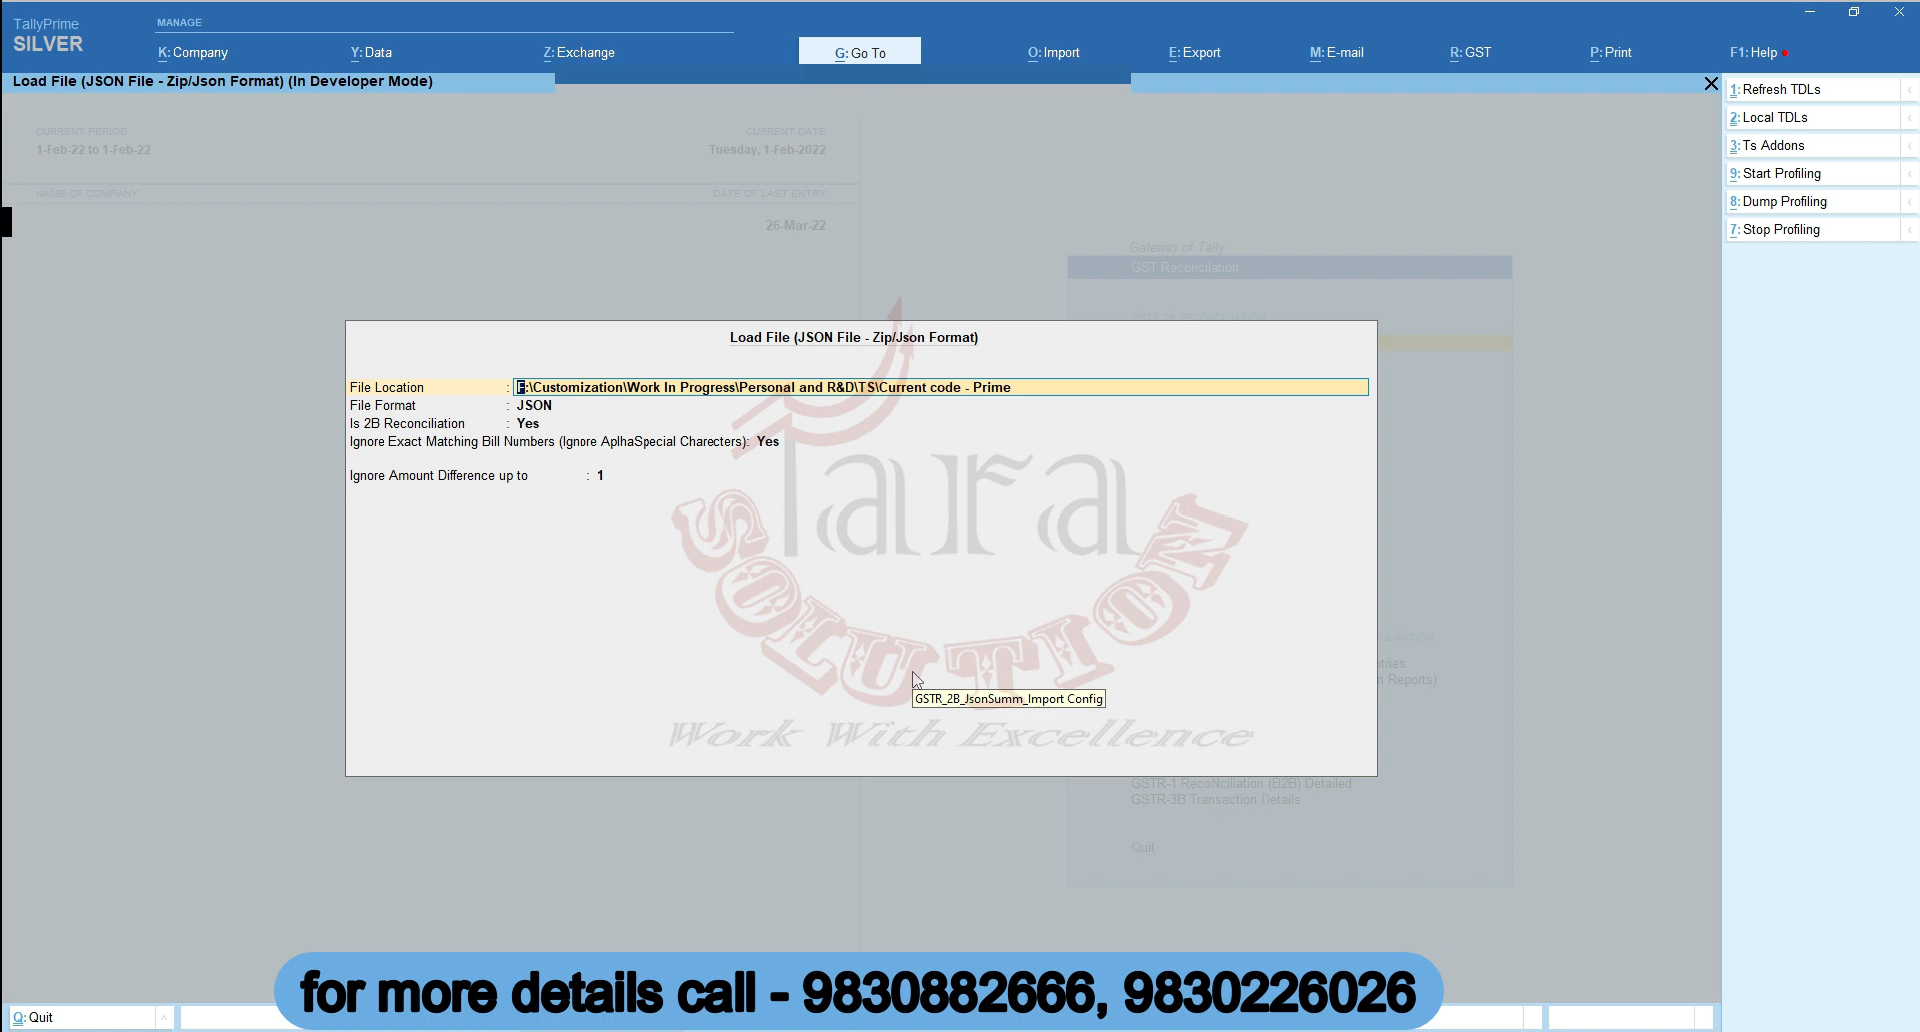 TallyPrime
SILVER
MANAGE
K: Company
Y: Data
Z: Exchange
G: Go To
O: Import
E: Export
M: E-mail
R: GST
P: Print
F1: Help
Load File (JSON File - Zip/Json Format) (In Developer Mode)
1: Refresh TDLs
2: Local TDLs
3: Ts Addons
9: Start Profiling
8: Dump Profiling
7: Stop Profiling
CURRENT PERIOD
CURRENT DATE
1-Feb-22 to 1-Feb-22
Tuesday, 1-Feb-2022
NAME OF COMPANY
DATE OF LAST ENTRY
26-Mar-22
Gateway of Tally
GST Reconcilation
GSTR-2B RECONCILIATION
Load File (JSON File - Zip/Json Format)
File Location : F:\Customization\Work In Progress\Personal and R&D\TS\Current code - Prime
File Format : JSON
Is 2B Reconciliation : Yes
Ignore Exact Matching Bill Numbers (Ignore AplhaSpecial Charecters): Yes
Ignore Amount Difference up to : 1
Tara
SOLUTION
Work With Excellence
GSTR_2B_JsonSumm_Import Config
n Reports)
GSTR-1 RecoNciliation (B2B) Detailed
GSTR-3B Transaction Details
Quit
for more details call - 9830882666, 9830226026
Q: Quit